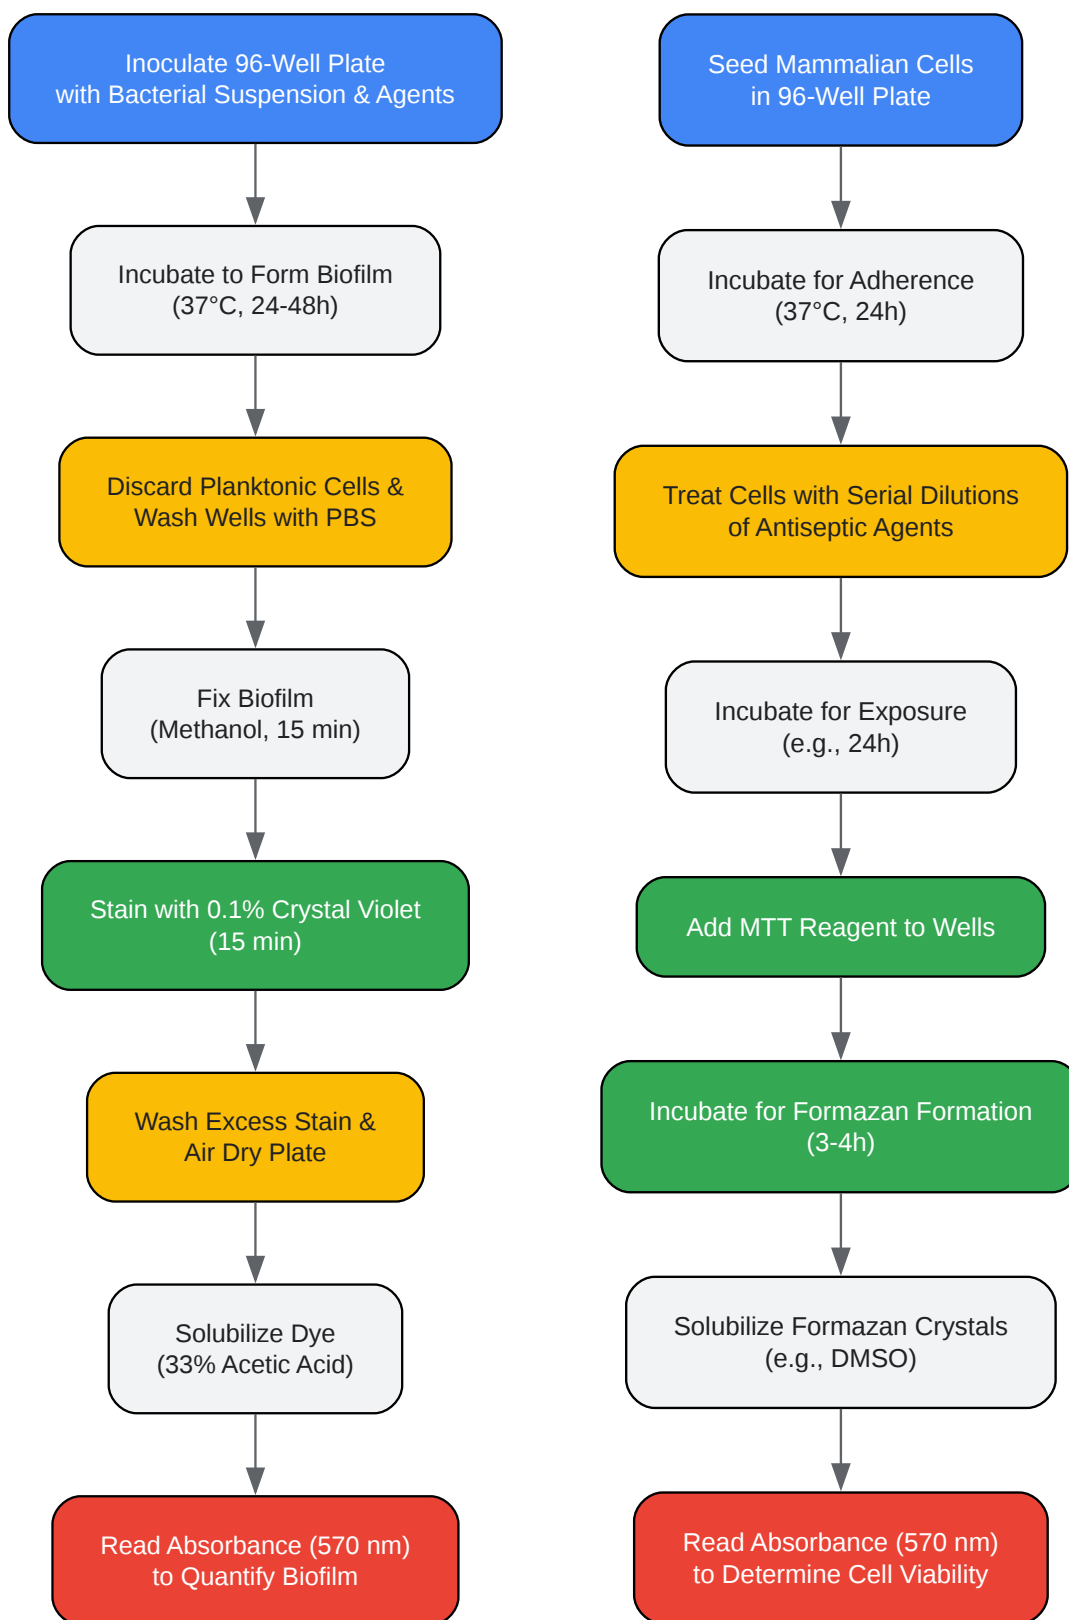 Inoculate 96-Well Plate
with Bacterial Suspension & Agents
Incubate to Form Biofilm
(37°C, 24-48h)
Discard Planktonic Cells &
Wash Wells with PBS
Fix Biofilm
(Methanol, 15 min)
Stain with 0.1% Crystal Violet
(15 min)
Wash Excess Stain &
Air Dry Plate
Solubilize Dye
(33% Acetic Acid)
Read Absorbance (570 nm)
to Quantify Biofilm
Seed Mammalian Cells
in 96-Well Plate
Incubate for Adherence
(37°C, 24h)
Treat Cells with Serial Dilutions
of Antiseptic Agents
Incubate for Exposure
(e.g., 24h)
Add MTT Reagent to Wells
Incubate for Formazan Formation
(3-4h)
Solubilize Formazan Crystals
(e.g., DMSO)
Read Absorbance (570 nm)
to Determine Cell Viability